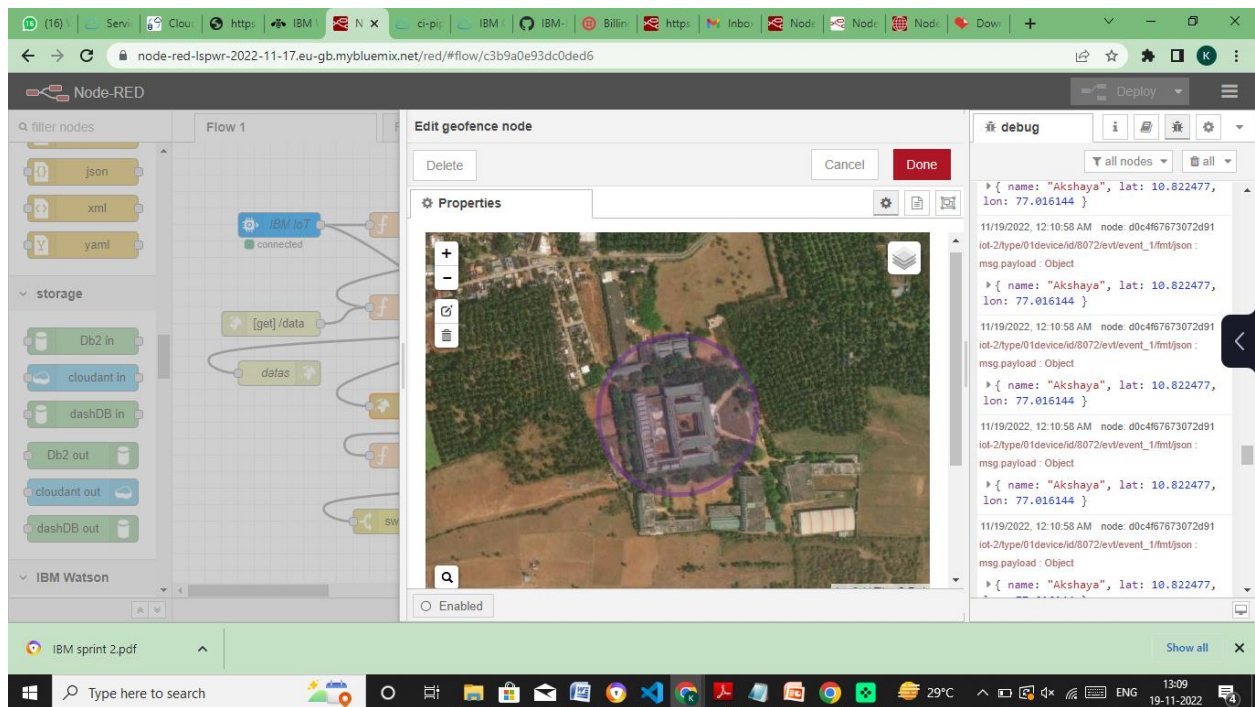 (16) \
Servi
Clou
https
IBM \
N
ci-pip
IBM (
IBM-
Billin
https
Inbo
Node
Node
Node
Down
node-red-lspwr-2022-11-17.eu-gb.mybluemix.net/red/#flow/c3b9a0e93dc0ded6
K
Node-RED
Deploy
filter nodes
json
xml
yaml
storage
Db2 in
cloudant in
dashDB in
Db2 out
cloudant out
dashDB out
IBM Watson
Flow 1
F
IBM IoT
connected
[get] /data
datas
f
f
f
sw
Edit geofence node
Delete
Cancel
Done
Properties
+
−
Enabled
debug
i
all nodes
all
{ name: "Akshaya", lat: 10.822477,
lon: 77.016144 }
11/19/2022, 12:10:58 AM node: d0c4f67673072d91
iot-2/type/01device/id/8072/evt/event_1/fmt/json :
msg.payload : Object
{ name: "Akshaya", lat: 10.822477,
lon: 77.016144 }
11/19/2022, 12:10:58 AM node: d0c4f67673072d91
iot-2/type/01device/id/8072/evt/event_1/fmt/json :
msg.payload : Object
{ name: "Akshaya", lat: 10.822477,
lon: 77.016144 }
11/19/2022, 12:10:58 AM node: d0c4f67673072d91
iot-2/type/01device/id/8072/evt/event_1/fmt/json :
msg.payload : Object
{ name: "Akshaya", lat: 10.822477,
lon: 77.016144 }
11/19/2022, 12:10:58 AM node: d0c4f67673072d91
iot-2/type/01device/id/8072/evt/event_1/fmt/json :
msg.payload : Object
{ name: "Akshaya", lat: 10.822477,
IBM sprint 2.pdf
Show all
Type here to search
29°C
ENG
13:09
19-11-2022
4